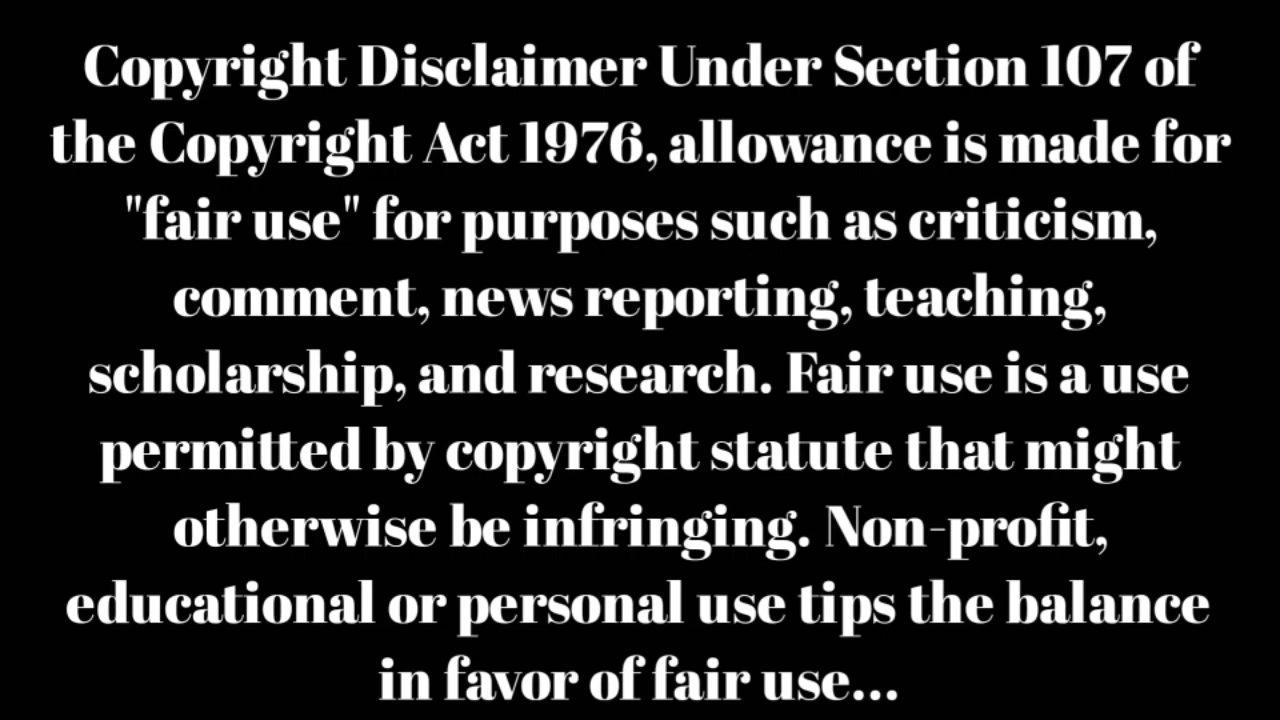 Copyright Disclaimer Under Section 107 of
the Copyright Act 1976, allowance is made for
"fair use" for purposes such as criticism,
comment, news reporting, teaching,
scholarship, and research. Fair use is a use
permitted by copyright statute that might
otherwise be infringing. Non-profit,
educational or personal use tips the balance
in favor of fair use...